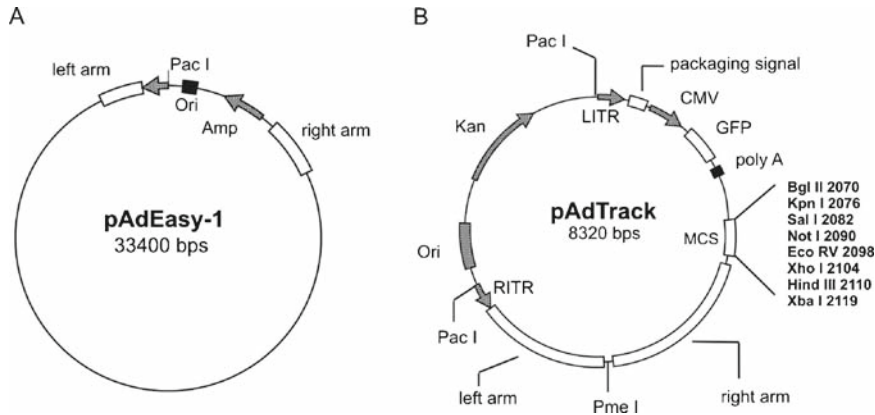 A
left arm
Pac I
Ori
Amp
right arm
pAdEasy-1
33400 bps
B
Pac I
packaging signal
LITR
CMV
GFP
poly A
Kan
pAdTrack
8320 bps
MCS
Bgl II 2070
Kpn I 2076
Sal I 2082
Not I 2090
Eco RV 2098
Xho I 2104
Hind III 2110
Xba I 2119
Ori
RITR
Pac I
left arm
Pme I
right arm